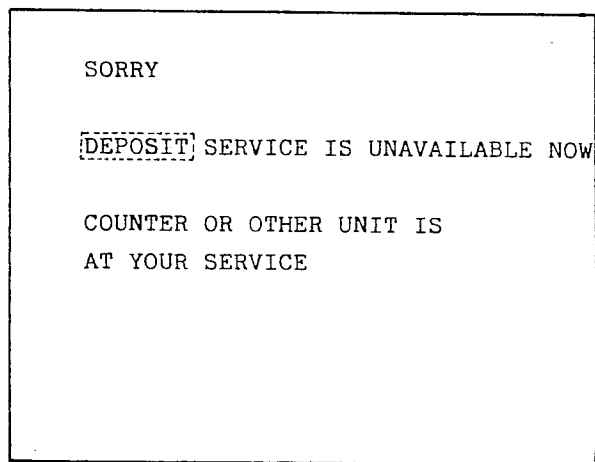 SORRY
DEPOSIT SERVICE IS UNAVAILABLE NOW
COUNTER OR OTHER UNIT IS
AT YOUR SERVICE